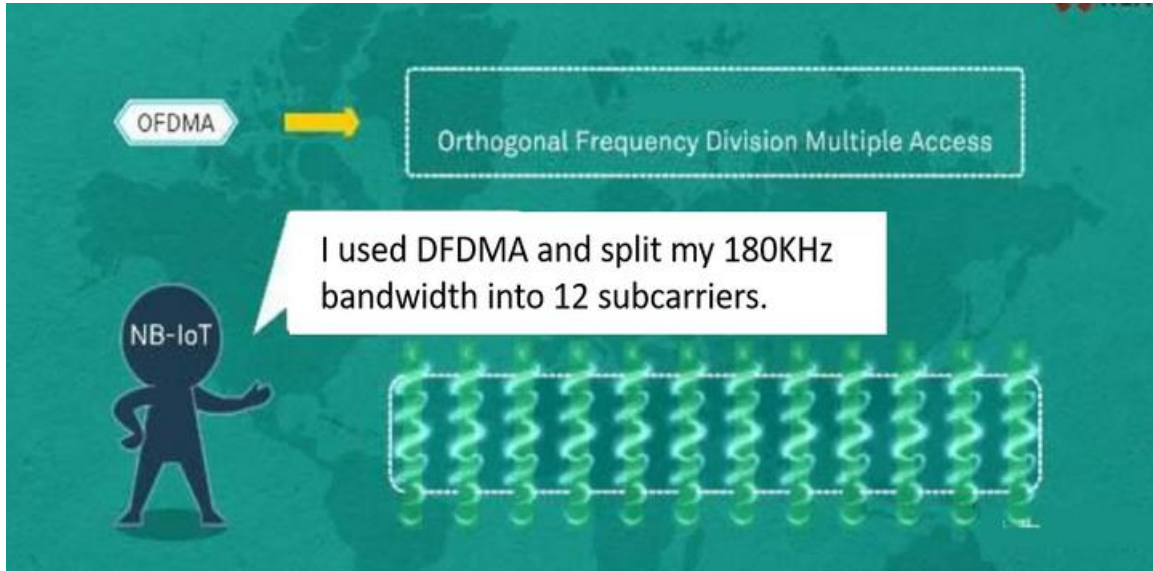 OFDMA
Orthogonal Frequency Division Multiple Access
I used DFDMA and split my 180KHz
bandwidth into 12 subcarriers.
NB-IoT